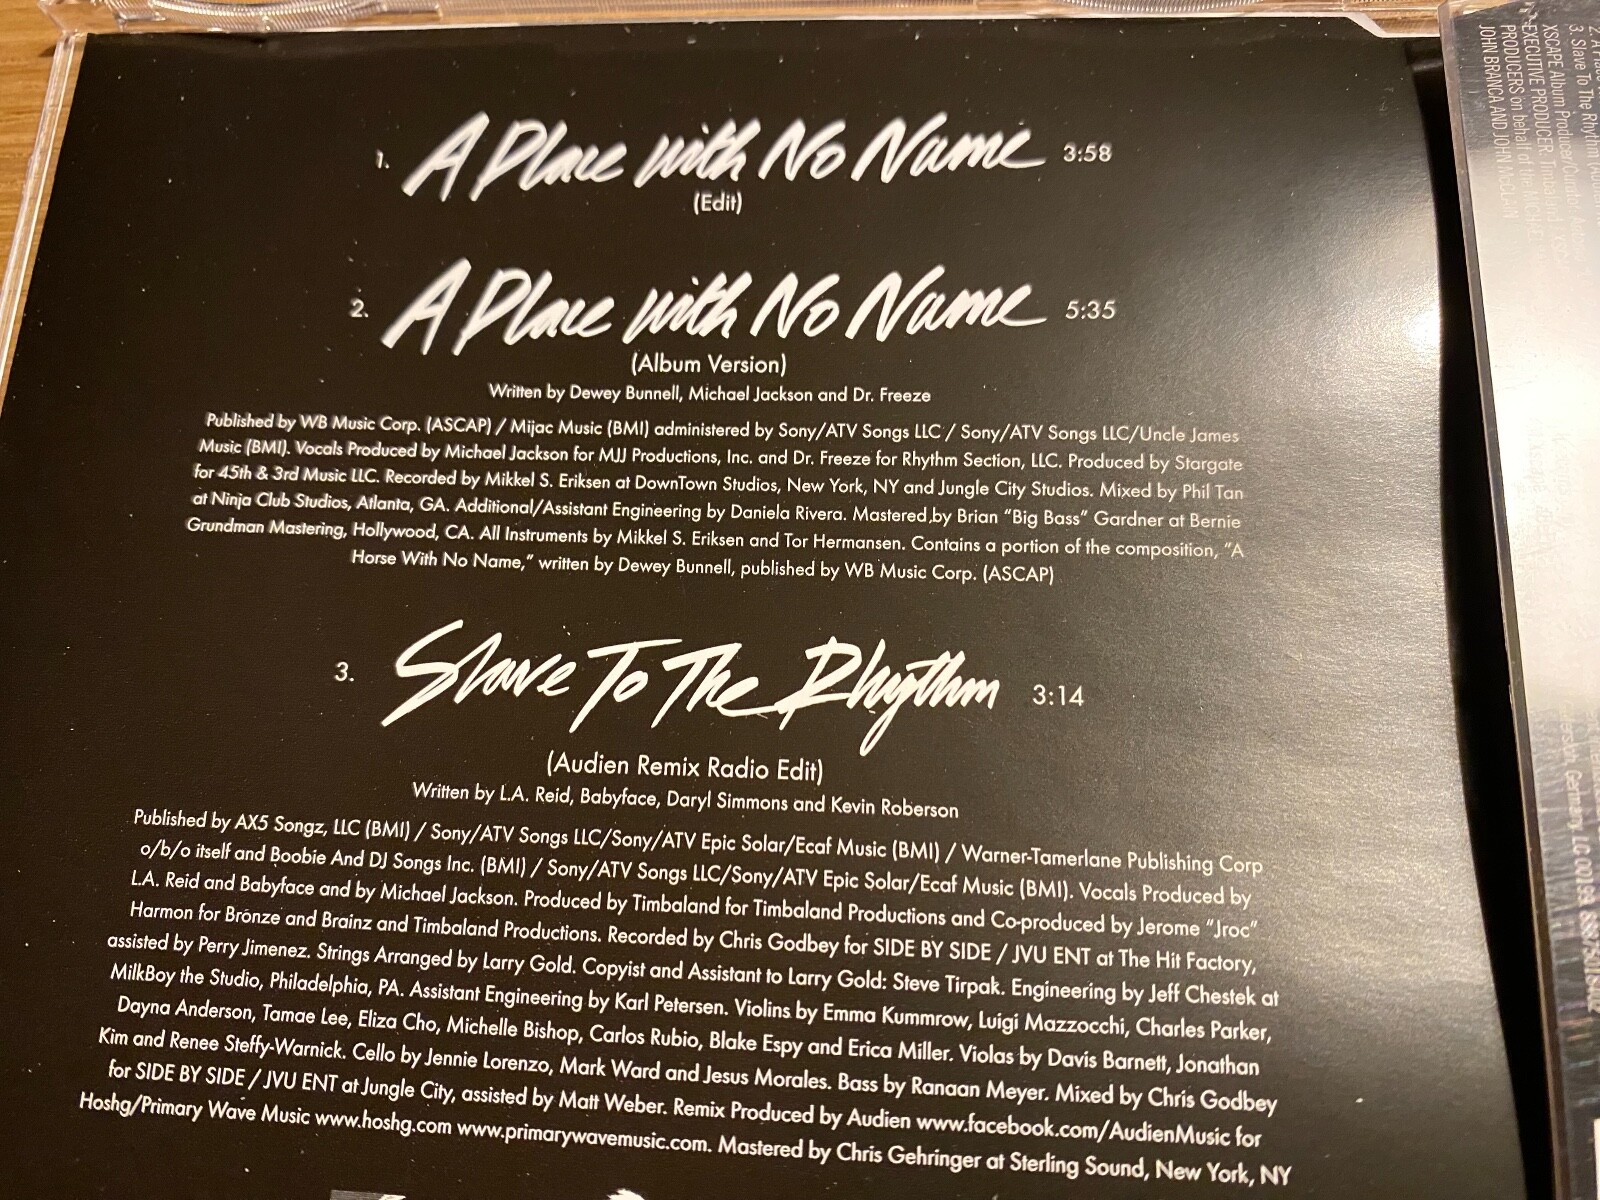 1. A Place with No Name 3:58
(Edit)
2. A Place with No Name 5:35
(Album Version)
Written by Dewey Bunnell, Michael Jackson and Dr. Freeze
Published by WB Music Corp. (ASCAP) / Mijac Music (BMI) administered by Sony/ATV Songs LLC / Sony/ATV Songs LLC/Uncle James
Music (BMI). Vocals Produced by Michael Jackson for MJJ Productions, Inc. and Dr. Freeze for Rhythm Section, LLC. Produced by Stargate
for 45th & 3rd Music LLC. Recorded by Mikkel S. Eriksen at DownTown Studios, New York, NY and Jungle City Studios. Mixed by Phil Tan
at Ninja Club Studios, Atlanta, GA. Additional/Assistant Engineering by Daniela Rivera. Mastered by Brian “Big Bass” Gardner at Bernie
Grundman Mastering, Hollywood, CA. All Instruments by Mikkel S. Eriksen and Tor Hermansen. Contains a portion of the composition, “A
Horse With No Name,” written by Dewey Bunnell, published by WB Music Corp. (ASCAP)
3. Slave To The Rhythm 3:14
(Audien Remix Radio Edit)
Written by L.A. Reid, Babyface, Daryl Simmons and Kevin Roberson
Published by AX5 Songz, LLC (BMI) / Sony/ATV Songs LLC/Sony/ATV Epic Solar/Ecaf Music (BMI) / Warner-Tamerlane Publishing Corp
o/b/o itself and Boobie And DJ Songs Inc. (BMI) / Sony/ATV Songs LLC/Sony/ATV Epic Solar/Ecaf Music (BMI). Vocals Produced by
L.A. Reid and Babyface and by Michael Jackson. Produced by Timbaland for Timbaland Productions and Co-produced by Jerome “Jroc”
Harmon for Bronze and Brainz and Timbaland Productions. Recorded by Chris Godbey for SIDE BY SIDE / JVU ENT at The Hit Factory,
assisted by Perry Jimenez. Strings Arranged by Larry Gold. Copyist and Assistant to Larry Gold: Steve Tirpak. Engineering by Jeff Chestek at
MilkBoy the Studio, Philadelphia, PA. Assistant Engineering by Karl Petersen. Violins by Emma Kummrow, Luigi Mazzocchi, Charles Parker,
Dayna Anderson, Tamae Lee, Eliza Cho, Michelle Bishop, Carlos Rubio, Blake Espy and Erica Miller. Violas by Davis Barnett, Jonathan
Kim and Renee Steffy-Warnick. Cello by Jennie Lorenzo, Mark Ward and Jesus Morales. Bass by Ranaan Meyer. Mixed by Chris Godbey
for SIDE BY SIDE / JVU ENT at Jungle City, assisted by Matt Weber. Remix Produced by Audien www.facebook.com/AudienMusic for
Hoshg/Primary Wave Music www.hoshg.com www.primarywavemusic.com. Mastered by Chris Gehringer at Sterling Sound, New York, NY
3. Slave To The Rhythm
XSCAPE Album Producer/Curator
EXECUTIVE PRODUCER, Timbaland
PRODUCERS on behalf of the
JOHN BRANCA AND JOHN McCLAIN
Germany. LC 00199